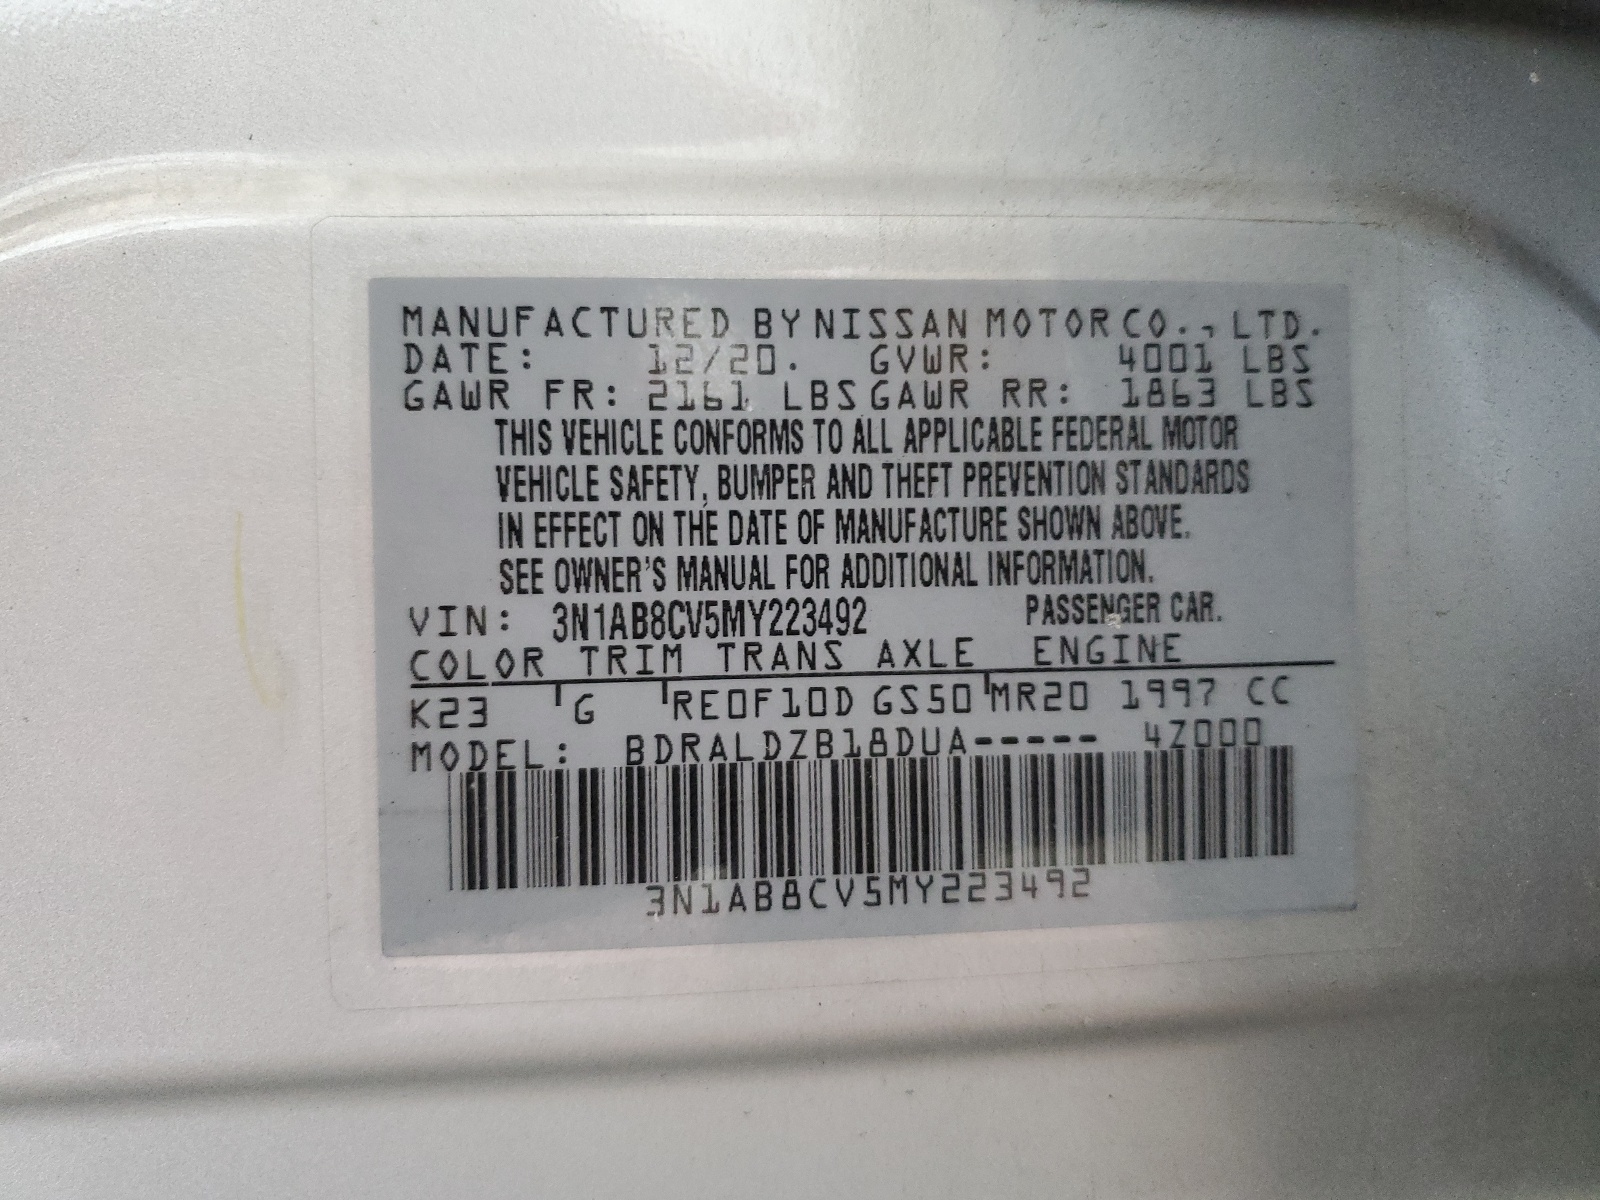 MANUFACTURED BY NISSAN MOTOR CO., LTD.
DATE: 12/20. GVWR: 4001 LBS
GAWR FR: 2161 LBS GAWR RR: 1863 LBS
THIS VEHICLE CONFORMS TO ALL APPLICABLE FEDERAL MOTOR
VEHICLE SAFETY, BUMPER AND THEFT PREVENTION STANDARDS
IN EFFECT ON THE DATE OF MANUFACTURE SHOWN ABOVE.
SEE OWNER'S MANUAL FOR ADDITIONAL INFORMATION.
VIN: 3N1AB8CV5MY223492 PASSENGER CAR.
COLOR TRIM TRANS AXLE ENGINE
K23 G RE0F10D GS50 MR20 1997 CC
MODEL: BDRALDZB18DUA----- 4Z000
3N1AB8CV5MY223492